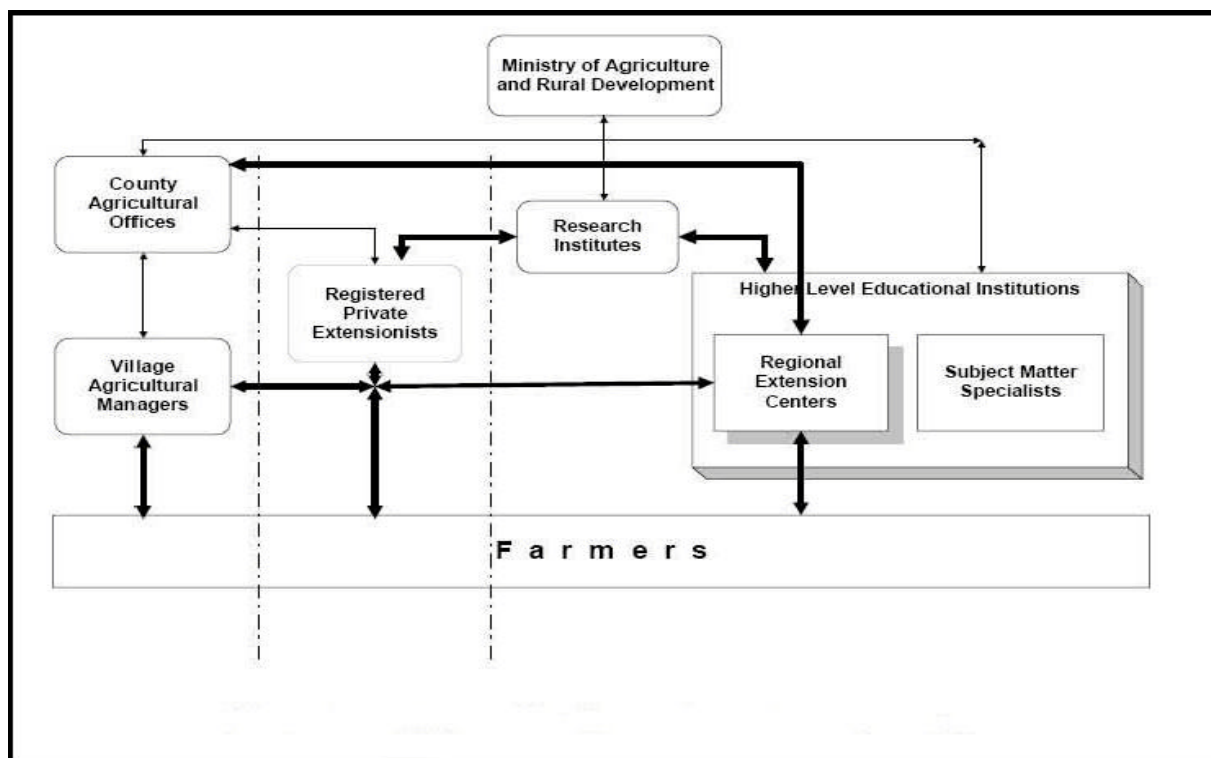 Ministry of Agriculture
and Rural Development
County
Agricultural
Offices
Research
Institutes
Registered
Private
Extensionists
Higher Level Educational Institutions
Village
Agricultural
Managers
Regional
Extension
Centers
Subject Matter
Specialists
Farmers